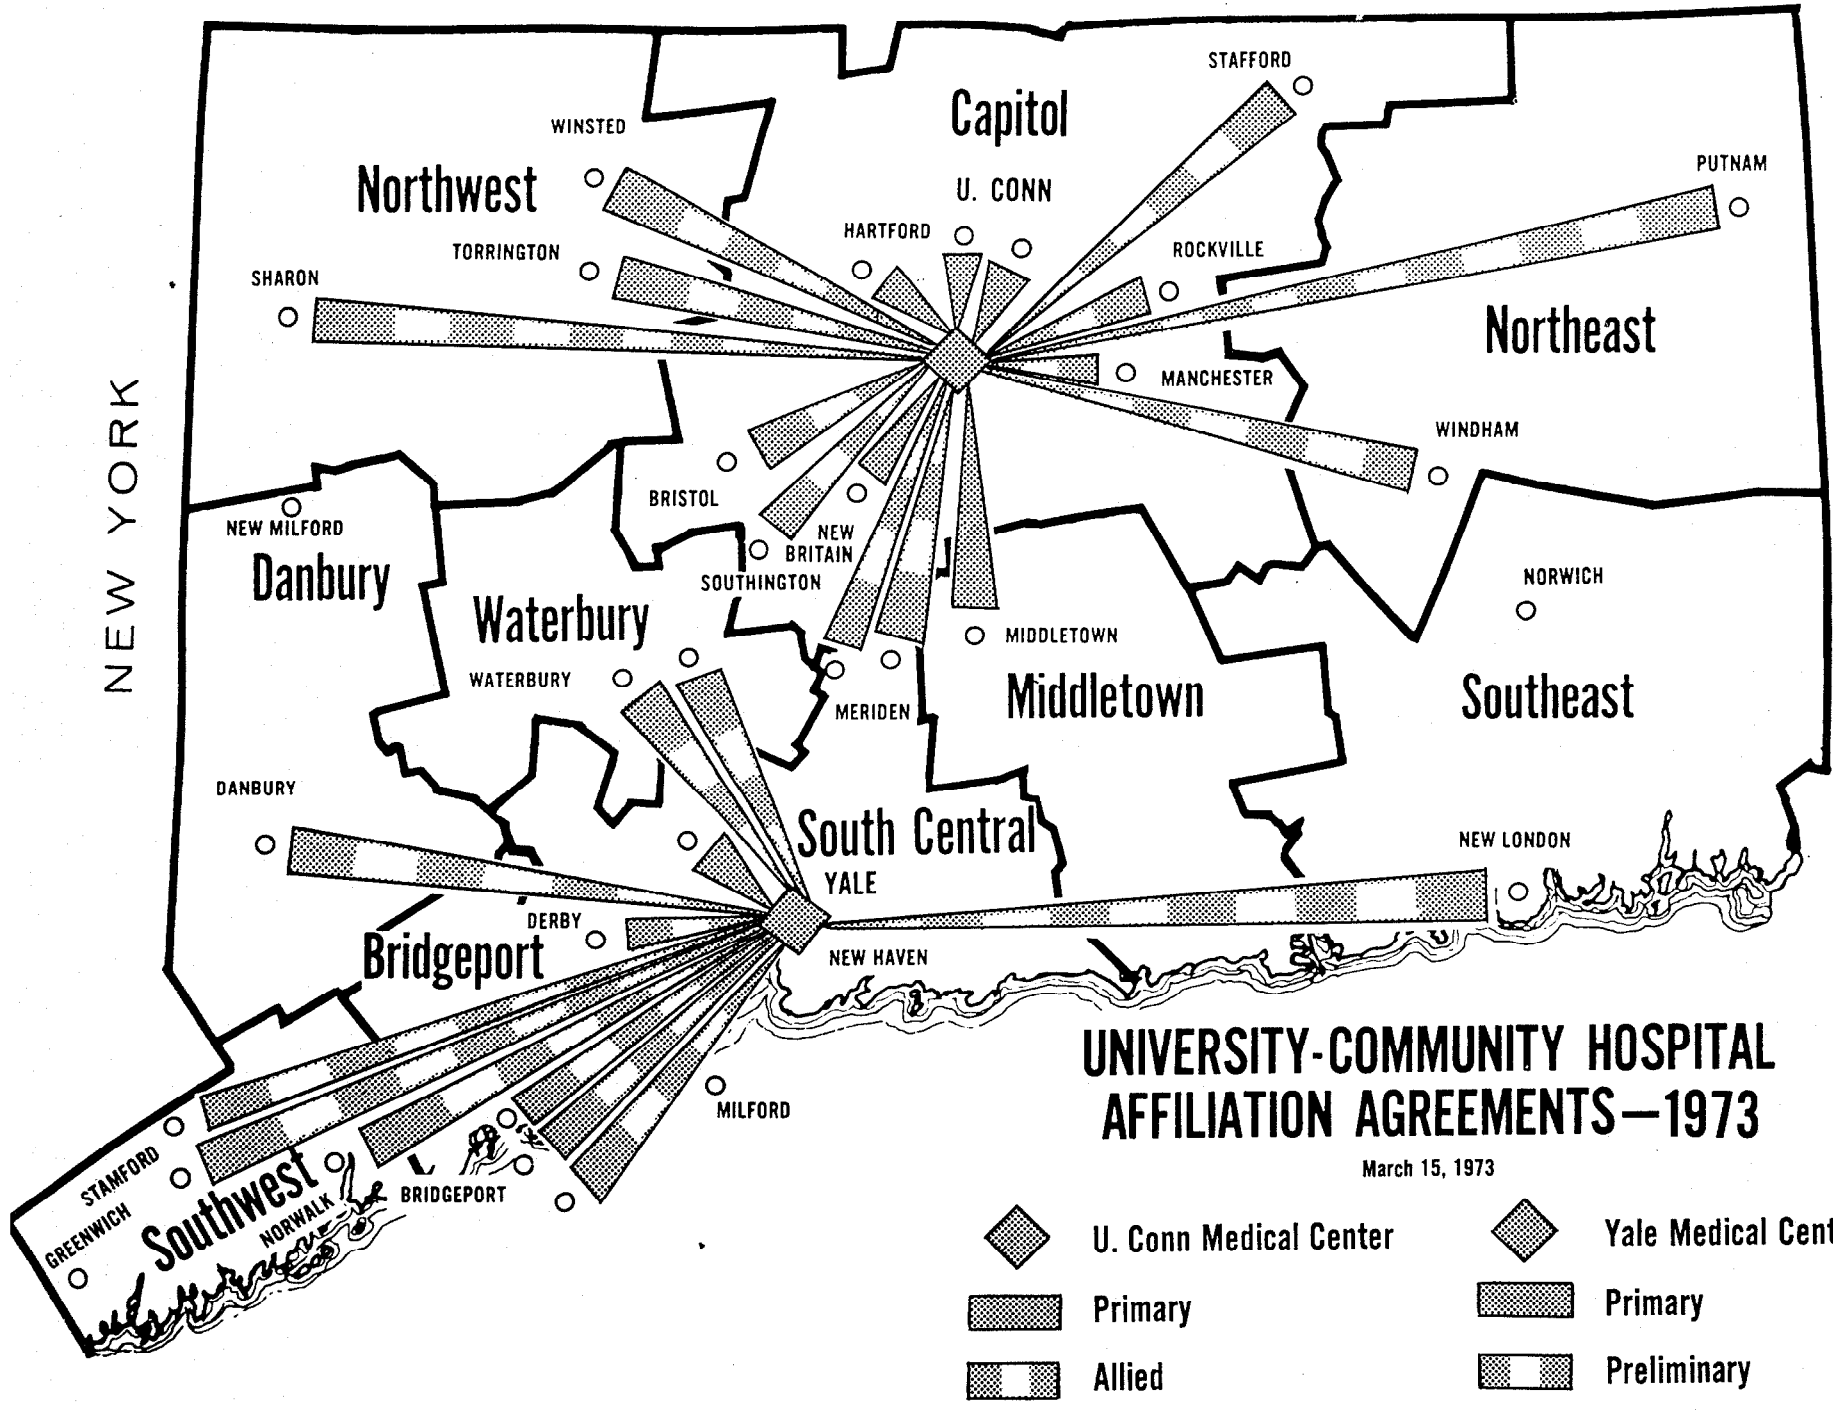 STAFFORD
Capitol
WINSTED
PUTNAM
Northwest
U. CONN
HARTFORD
TORRINGTON
ROCKVILLE
SHARON
Northeast
MANCHESTER
NEW YORK
WINDHAM
BRISTOL
NEW MILFORD
NEW
BRITAIN
Danbury
SOUTHINGTON
NORWICH
Waterbury
MIDDLETOWN
WATERBURY
Middletown
Southeast
MERIDEN
DANBURY
South Central
NEW LONDON
YALE
DERBY
Bridgeport
NEW HAVEN
MILFORD
STAMFORD
GREENWICH
Southwest
NORWALK
BRIDGEPORT
UNIVERSITY-COMMUNITY HOSPITAL
AFFILIATION AGREEMENTS—1973
March 15, 1973
U. Conn Medical Center
Primary
Allied
Yale Medical Cent
Primary
Preliminary